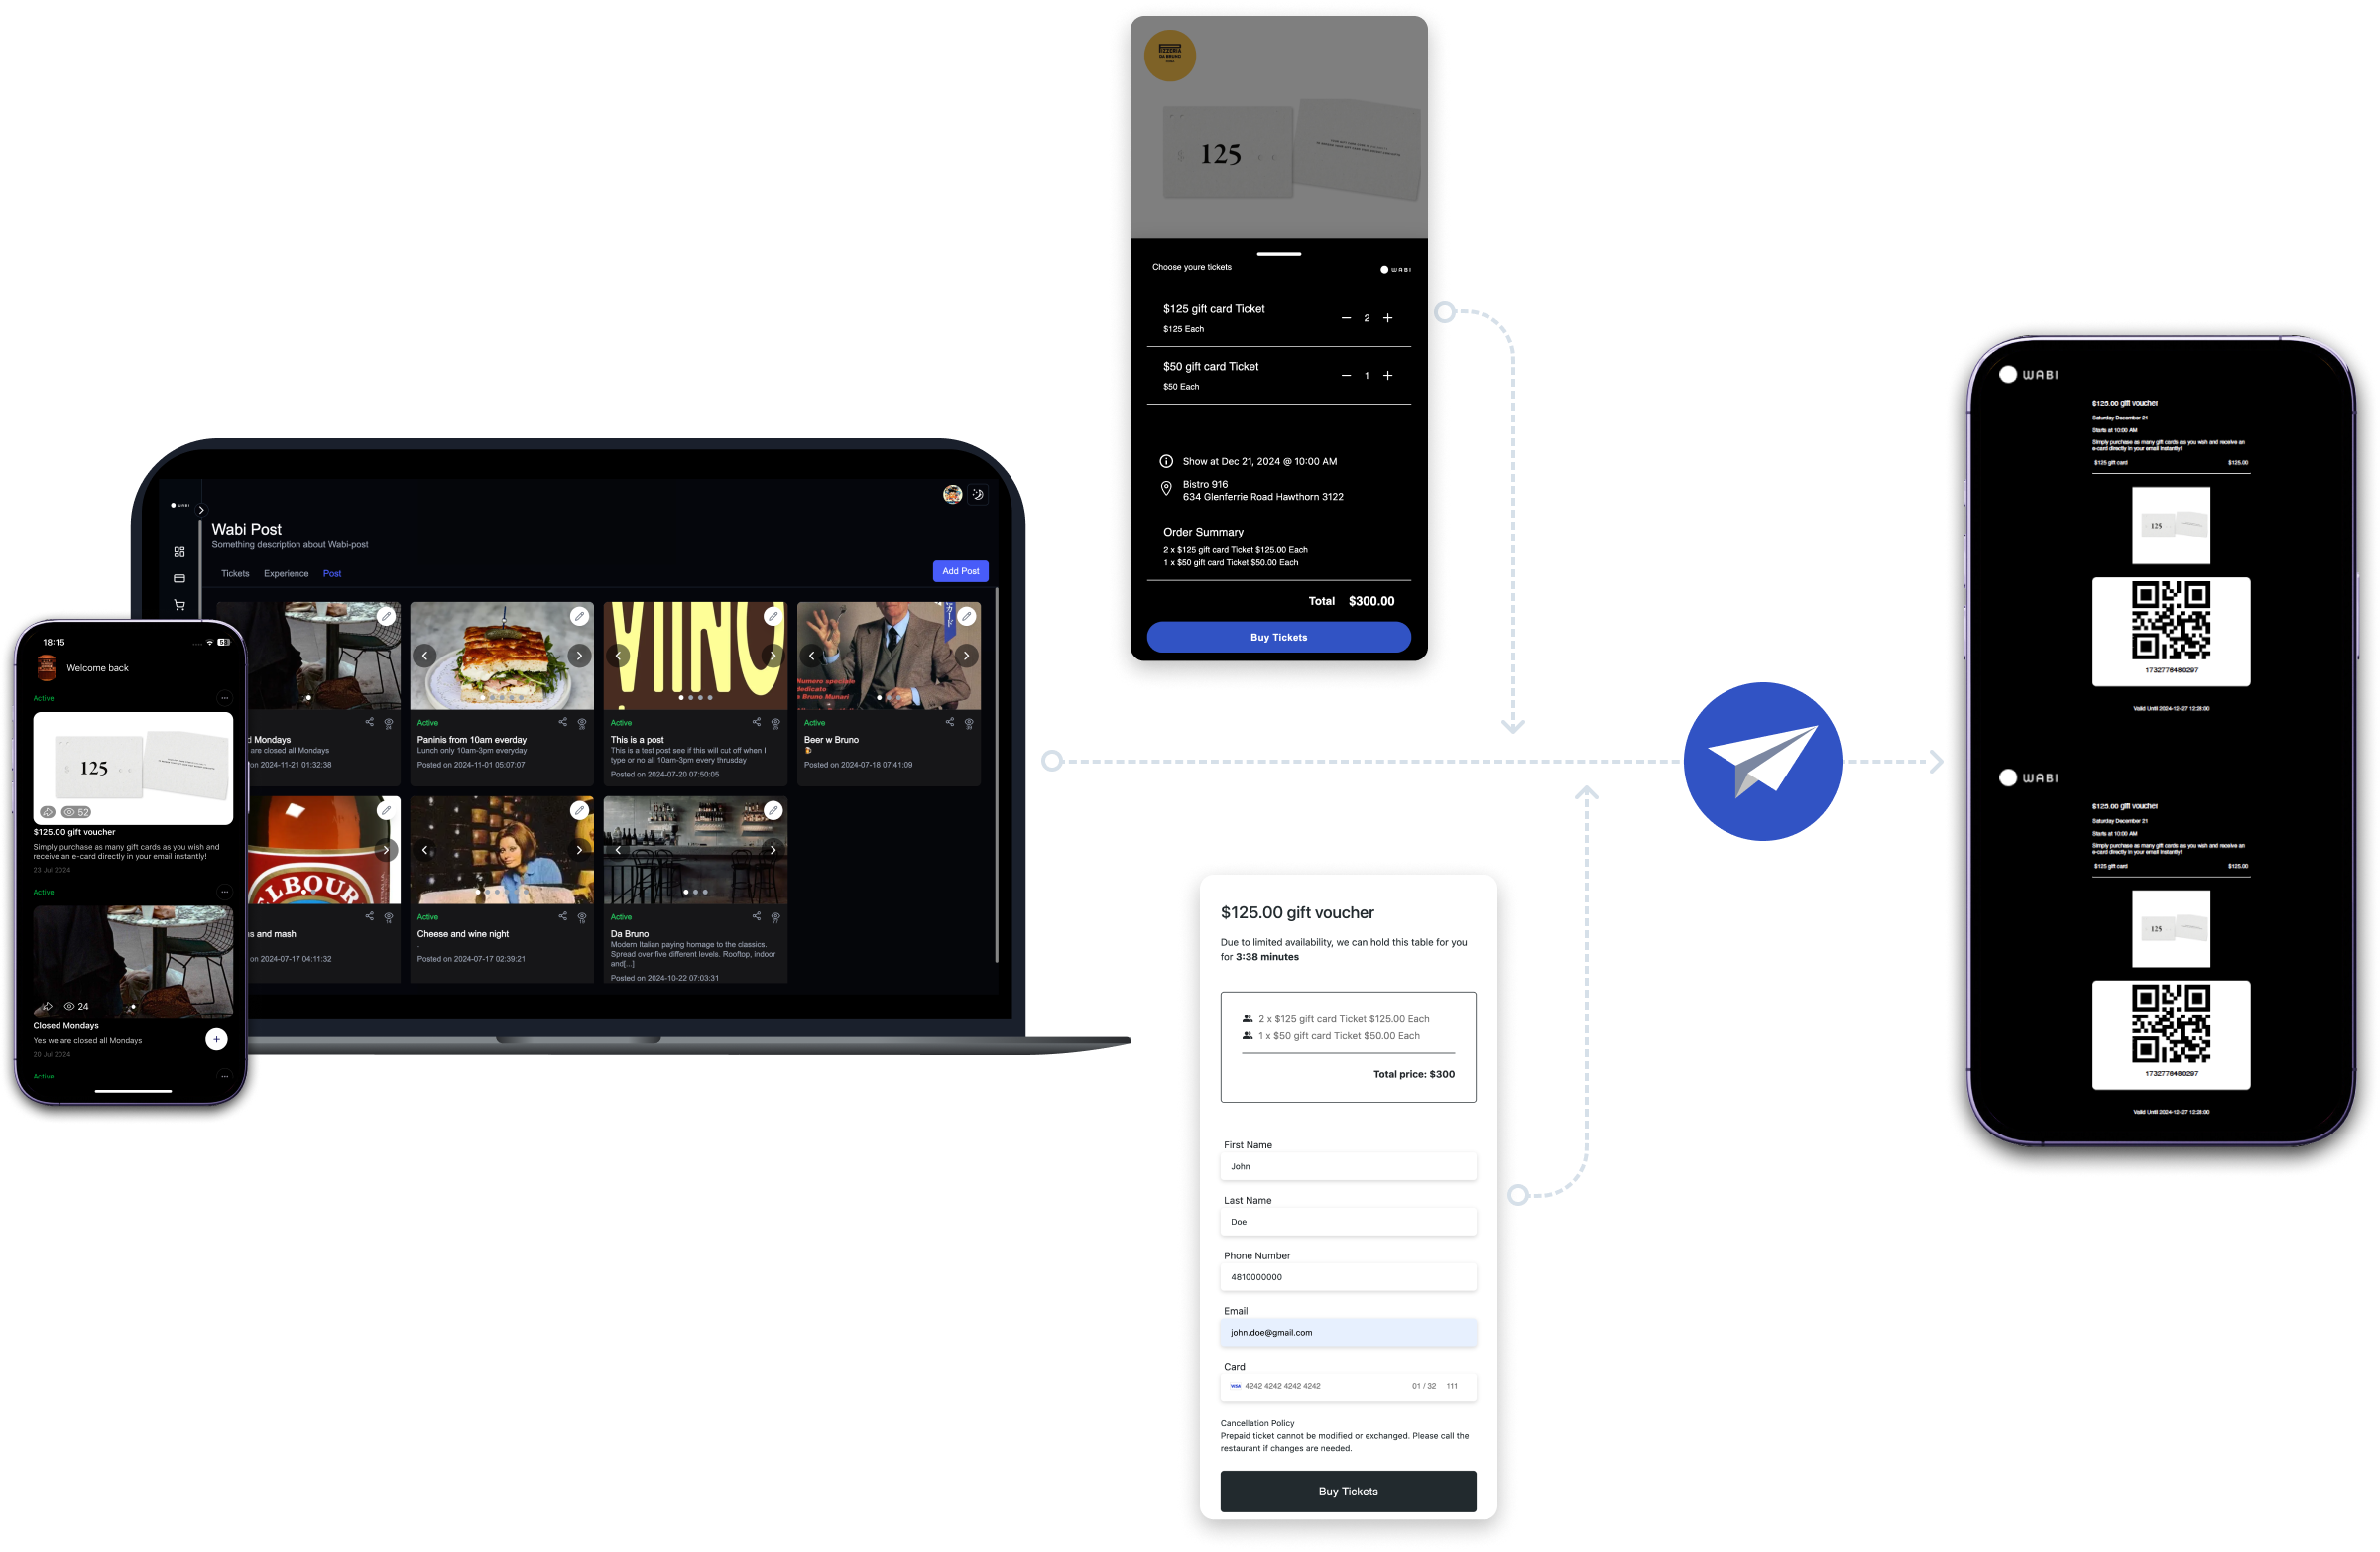 18:15
Welcome back
Active
125
52
$125.00 gift voucher
Simply purchase as many gift cards as you wish and
receive an e-card directly in your email instantly!
23 Jul 2024
Active
24
Closed Mondays
Yes we are closed all Mondays
20 Jul 2024
Active
WABI
Wabi Post
Something description about Wabi-post
Tickets
Experience
Post
Add Post
d Mondays
are closed all Mondays
on 2024-11-21 01:32:38
Active
Paninis from 10am everday
Lunch only 10am-3pm everyday
Posted on 2024-11-01 05:07:07
Active
This is a post
This is a test post see if this will cut off when I
type or no all 10am-3pm every thrusday
Posted on 2024-07-20 07:50:05
Numero speciale
dedicato
a Bruno Munari
Active
Beer w Bruno
Posted on 2024-07-18 07:41:09
LBOU
s and mash
on 2024-07-17 04:11:32
Active
Cheese and wine night
.
Posted on 2024-07-17 02:39:21
Active
Da Bruno
Modern Italian paying homage to the classics.
Spread over five different levels. Rooftop, indoor
and[...]
Posted on 2024-10-22 07:03:31
PIZZERIA
DA BRUNO
125
Choose youre tickets
WABI
$125 gift card Ticket
$125 Each
2
$50 gift card Ticket
$50 Each
1
Show at Dec 21, 2024 @ 10:00 AM
Bistro 916
634 Glenferrie Road Hawthorn 3122
Order Summary
2 x $125 gift card Ticket $125.00 Each
1 x $50 gift card Ticket $50.00 Each
Total $300.00
Buy Tickets
$125.00 gift voucher
Due to limited availability, we can hold this table for you
for 3:38 minutes
2 x $125 gift card Ticket $125.00 Each
1 x $50 gift card Ticket $50.00 Each
Total price: $300
First Name
John
Last Name
Doe
Phone Number
4810000000
Email
john.doe@gmail.com
Card
VISA 4242 4242 4242 4242 01 / 32 111
Cancellation Policy
Prepaid ticket cannot be modified or exchanged. Please call the
restaurant if changes are needed.
Buy Tickets
WABI
$125.00 gift voucher
Saturday December 21
Starts at 10:00 AM
Simply purchase as many gift cards as you wish and receive an
e-card directly in your email instantly!
$125 gift card $125.00
125
1732776480297
Valid Until 2024-12-27 12:28:00
WABI
$125.00 gift voucher
Saturday December 21
Starts at 10:00 AM
Simply purchase as many gift cards as you wish and receive an
e-card directly in your email instantly!
$125 gift card $125.00
125
1732776480297
Valid Until 2024-12-27 12:28:00